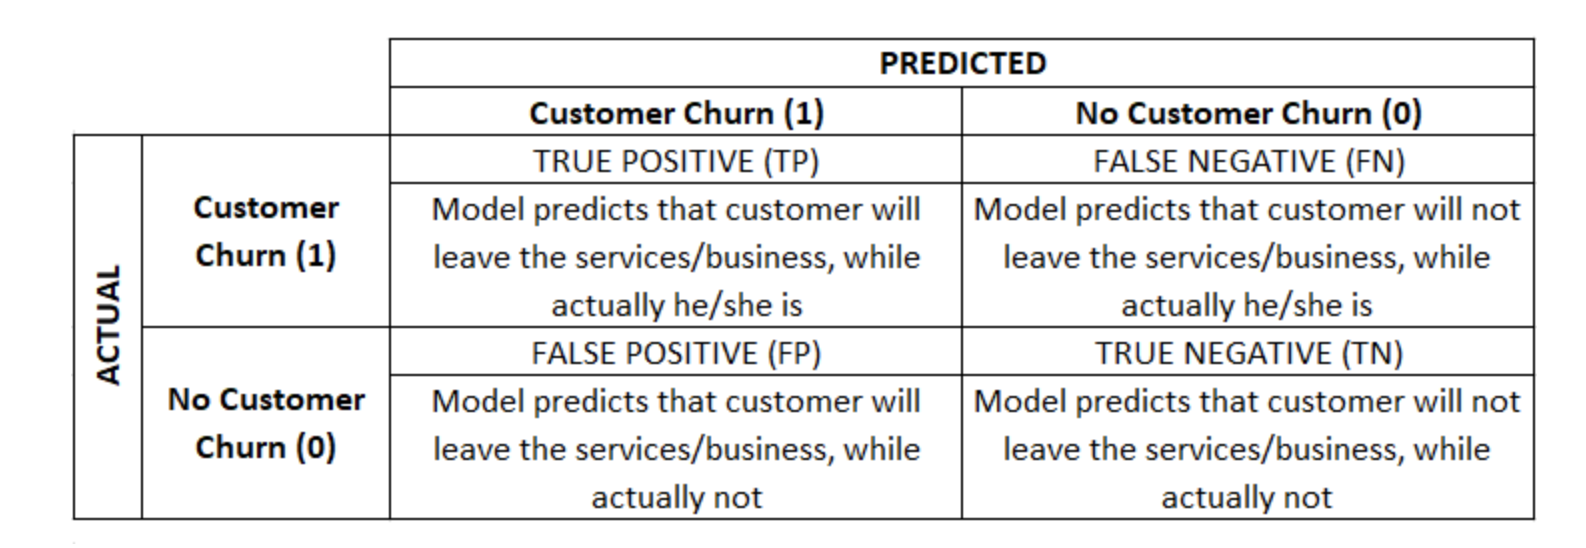 PREDICTED
Customer Churn (1)
No Customer Churn (0)
ACTUAL
Customer
Churn (1)
TRUE POSITIVE (TP)
FALSE NEGATIVE (FN)
Model predicts that customer will
leave the services/business, while
actually he/she is
Model predicts that customer will not
leave the services/business, while
actually he/she is
No Customer
Churn (0)
FALSE POSITIVE (FP)
TRUE NEGATIVE (TN)
Model predicts that customer will
leave the services/business, while
actually not
Model predicts that customer will not
leave the services/business, while
actually not